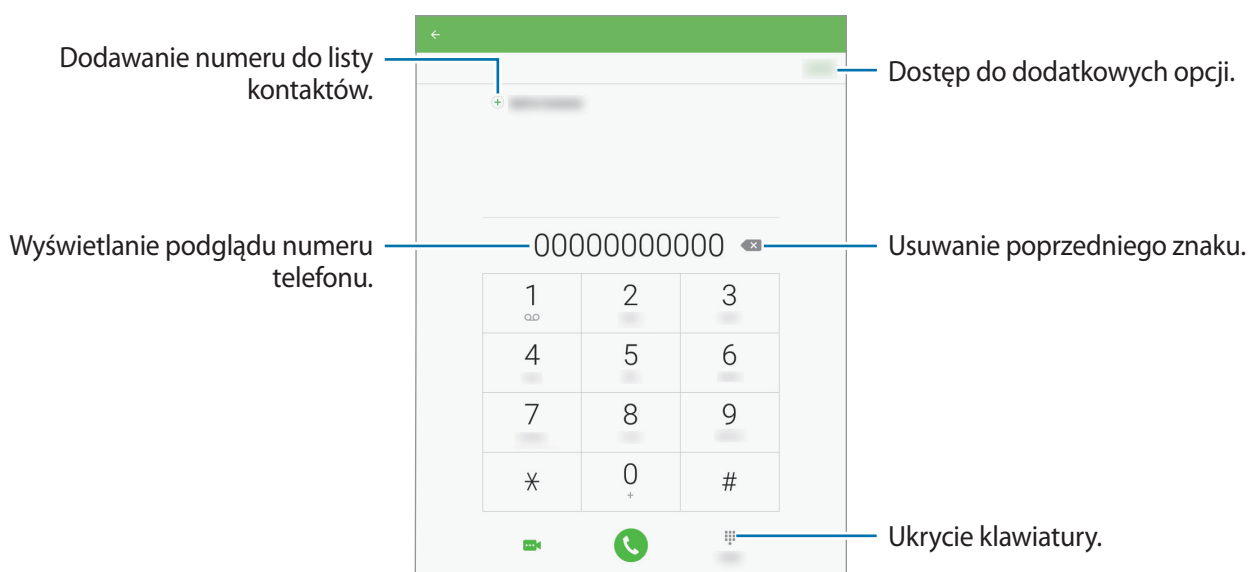 Dodawanie numeru do listy
kontaktów.
Dostęp do dodatkowych opcji.
Wyświetlanie podglądu numeru
telefonu.
00000000000
Usuwanie poprzedniego znaku.
1 2 3
4 5 6
7 8 9
* 0 #
+
Ukrycie klawiatury.